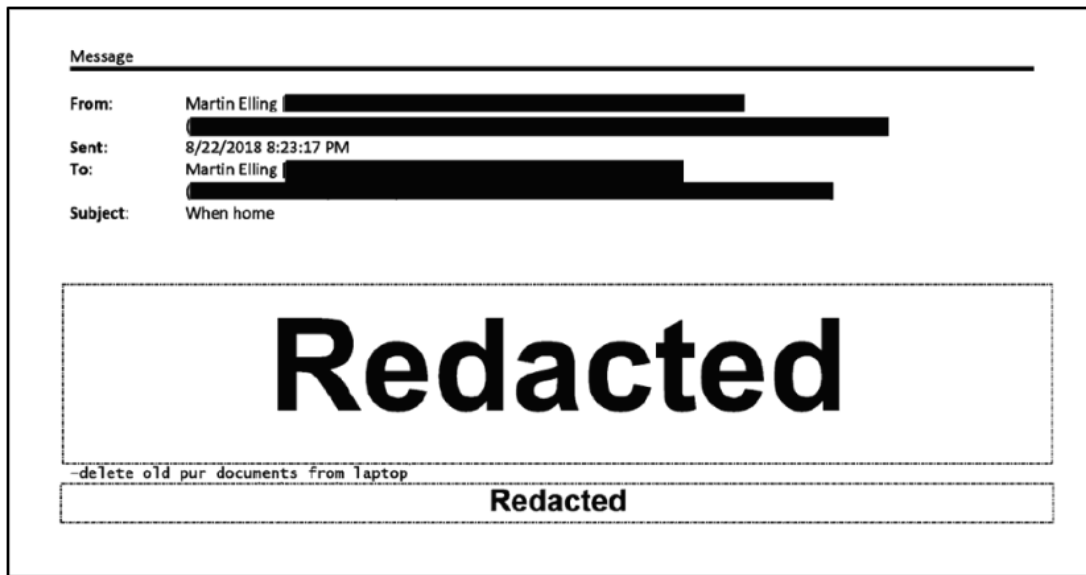 Message
From: Martin Elling [
(
Sent: 8/22/2018 8:23:17 PM
To: Martin Elling [
(
Subject: When home
Redacted
-delete old pur documents from laptop
Redacted